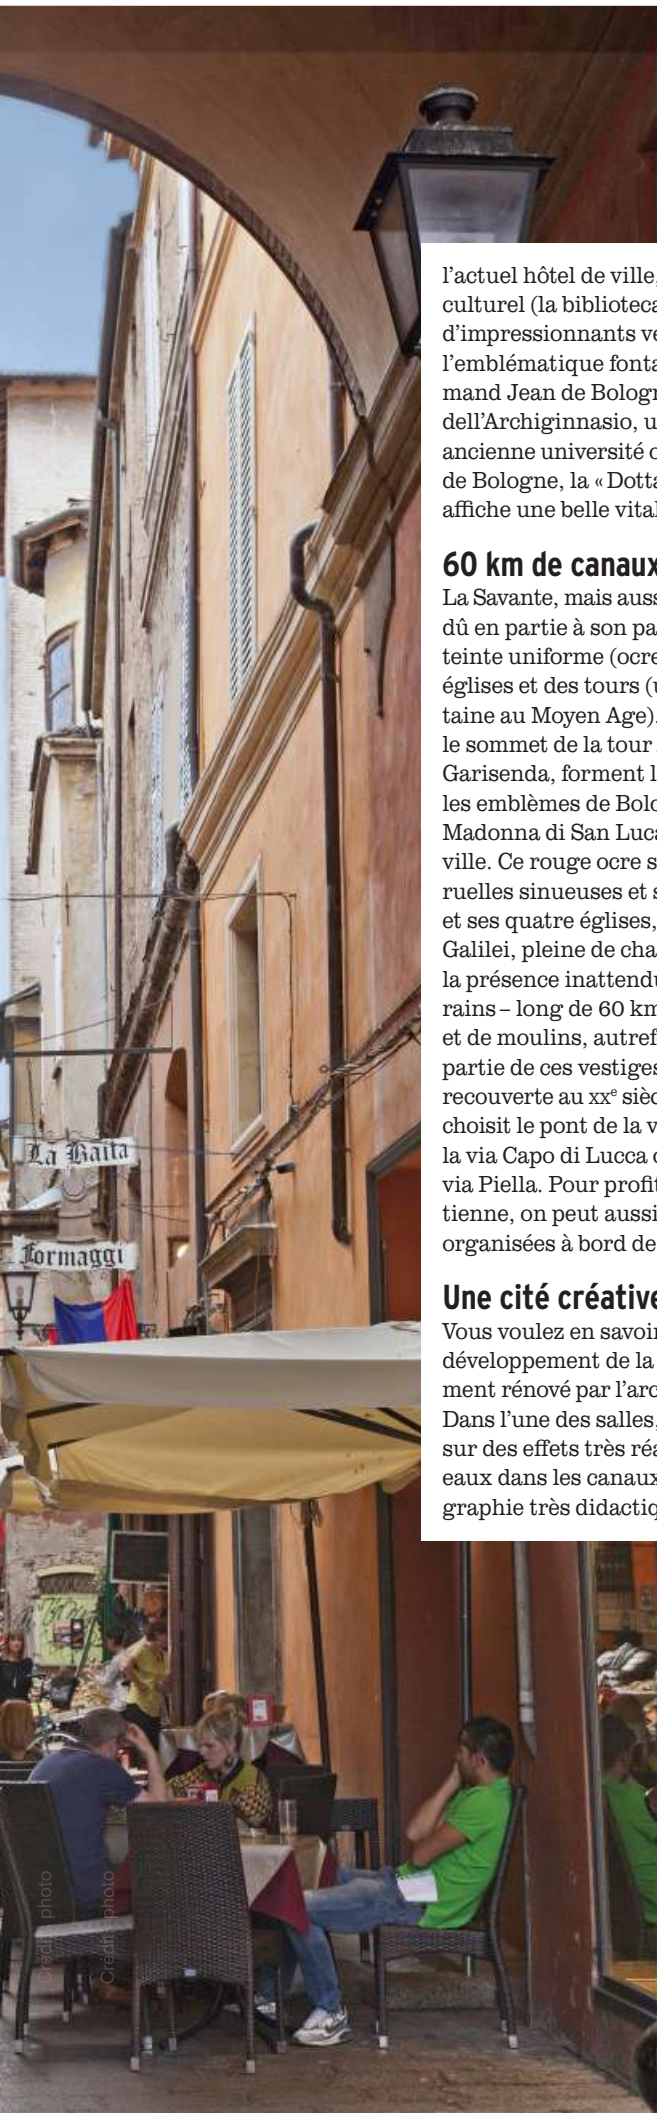 l'actuel hôtel de ville,
culturel (la biblioteca
d'impressionnants ve
l'emblématique fonta
mand Jean de Bologn
dell'Archiginnasio, u
ancienne université
de Bologne, la « Dotta
affiche une belle vital
60 km de canaux
La Savante, mais auss
dû en partie à son pa
teinte uniforme (ocre
églises et des tours (u
taine au Moyen Age).
le sommet de la tour
Garisenda, forment l
les emblèmes de Bolo
Madonna di San Luca
ville. Ce rouge ocre s
ruelles sinueuses et s
et ses quatre églises,
Galilei, pleine de cha
la présence inattendu
rains – long de 60 km
et de moulins, autref
partie de ces vestiges
recouverte au XXe sièc
choisit le pont de la v
la via Capo di Lucca
via Piella. Pour profit
tienne, on peut aussi
organisées à bord de
Une cité créative
Vous voulez en savoir
développement de la
ment rénové par l'arc
Dans l'une des salles,
sur des effets très réa
eaux dans les canaux
graphie très didactiq
La Baita
Formaggi
Crédit photo
Crédit photo